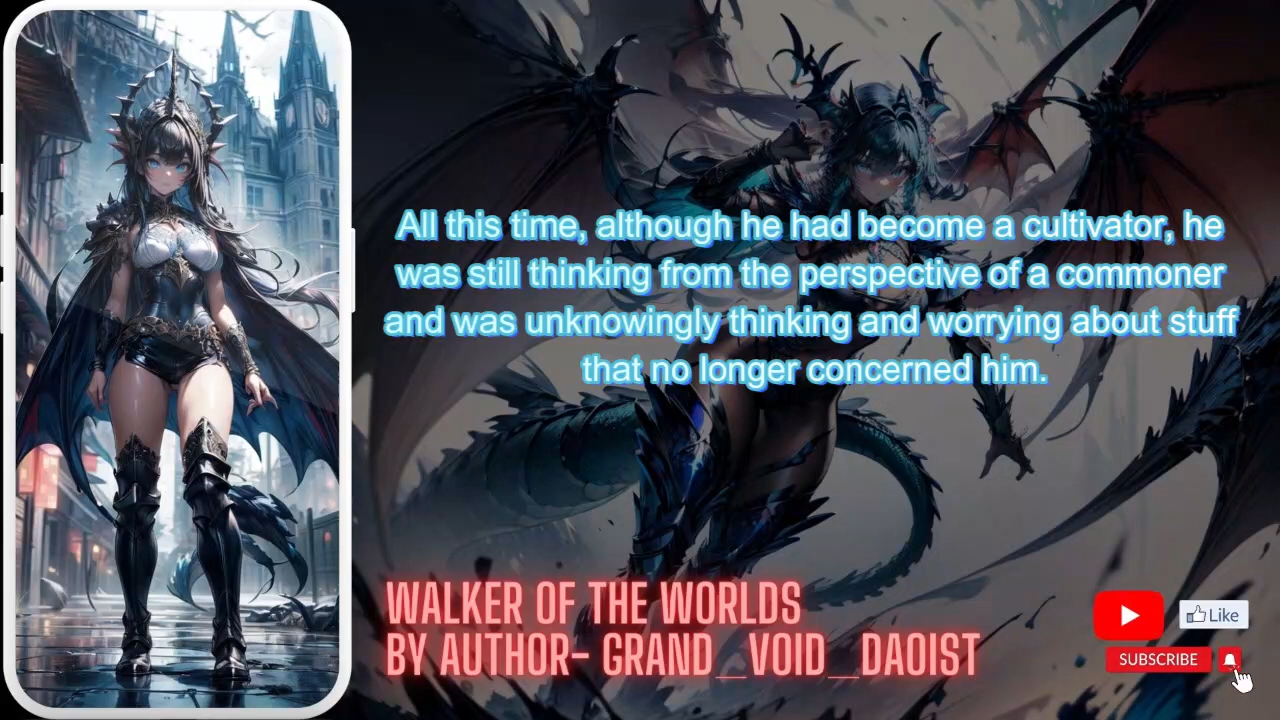 All this time, although he had become a cultivator, he
was still thinking from the perspective of a commoner
and was unknowingly thinking and worrying about stuff
that no longer concerned him.
WALKER OF THE WORLDS
BY AUTHOR- GRAND_VOID_DAOIST
Like
SUBSCRIBE